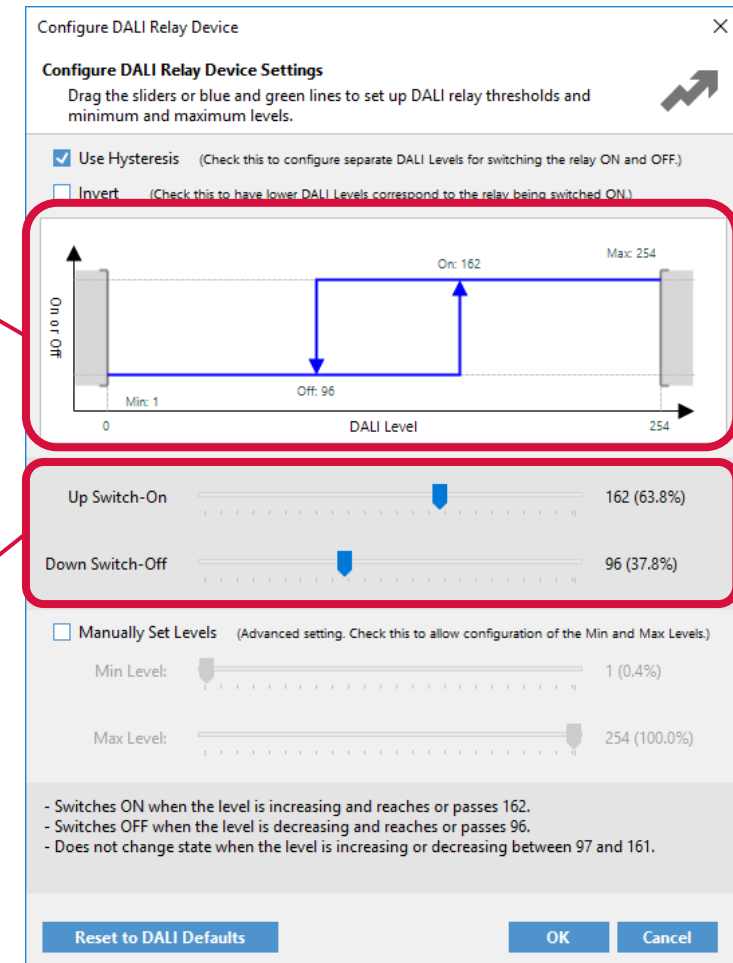 Configure DALI Relay Device
Configure DALI Relay Device Settings
Drag the sliders or blue and green lines to set up DALI relay thresholds and
minimum and maximum levels.
Use Hysteresis (Check this to configure separate DALI Levels for switching the relay ON and OFF.)
Invert (Check this to have lower DALI Levels correspond to the relay being switched ON.)
On: 162
Max: 254
On or Off
Min: 1
Off: 96
0
DALI Level
254
Up Switch-On 162 (63.8%)
Down Switch-Off 96 (37.8%)
Manually Set Levels (Advanced setting. Check this to allow configuration of the Min and Max Levels.)
Min Level: 1 (0.4%)
Max Level: 254 (100.0%)
- Switches ON when the level is increasing and reaches or passes 162.
- Switches OFF when the level is decreasing and reaches or passes 96.
- Does not change state when the level is increasing or decreasing between 97 and 161.
Reset to DALI Defaults OK Cancel